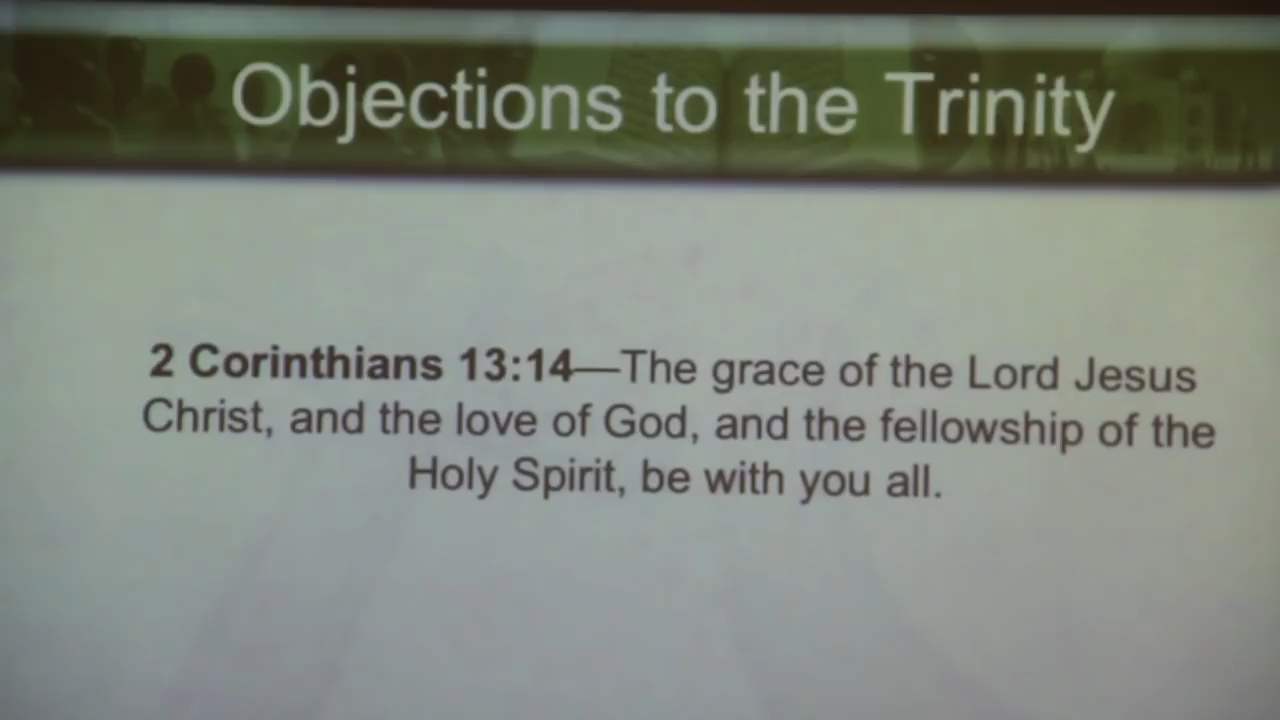 Objections to the Trinity
2 Corinthians 13:14—The grace of the Lord Jesus
Christ, and the love of God, and the fellowship of the
Holy Spirit, be with you all.